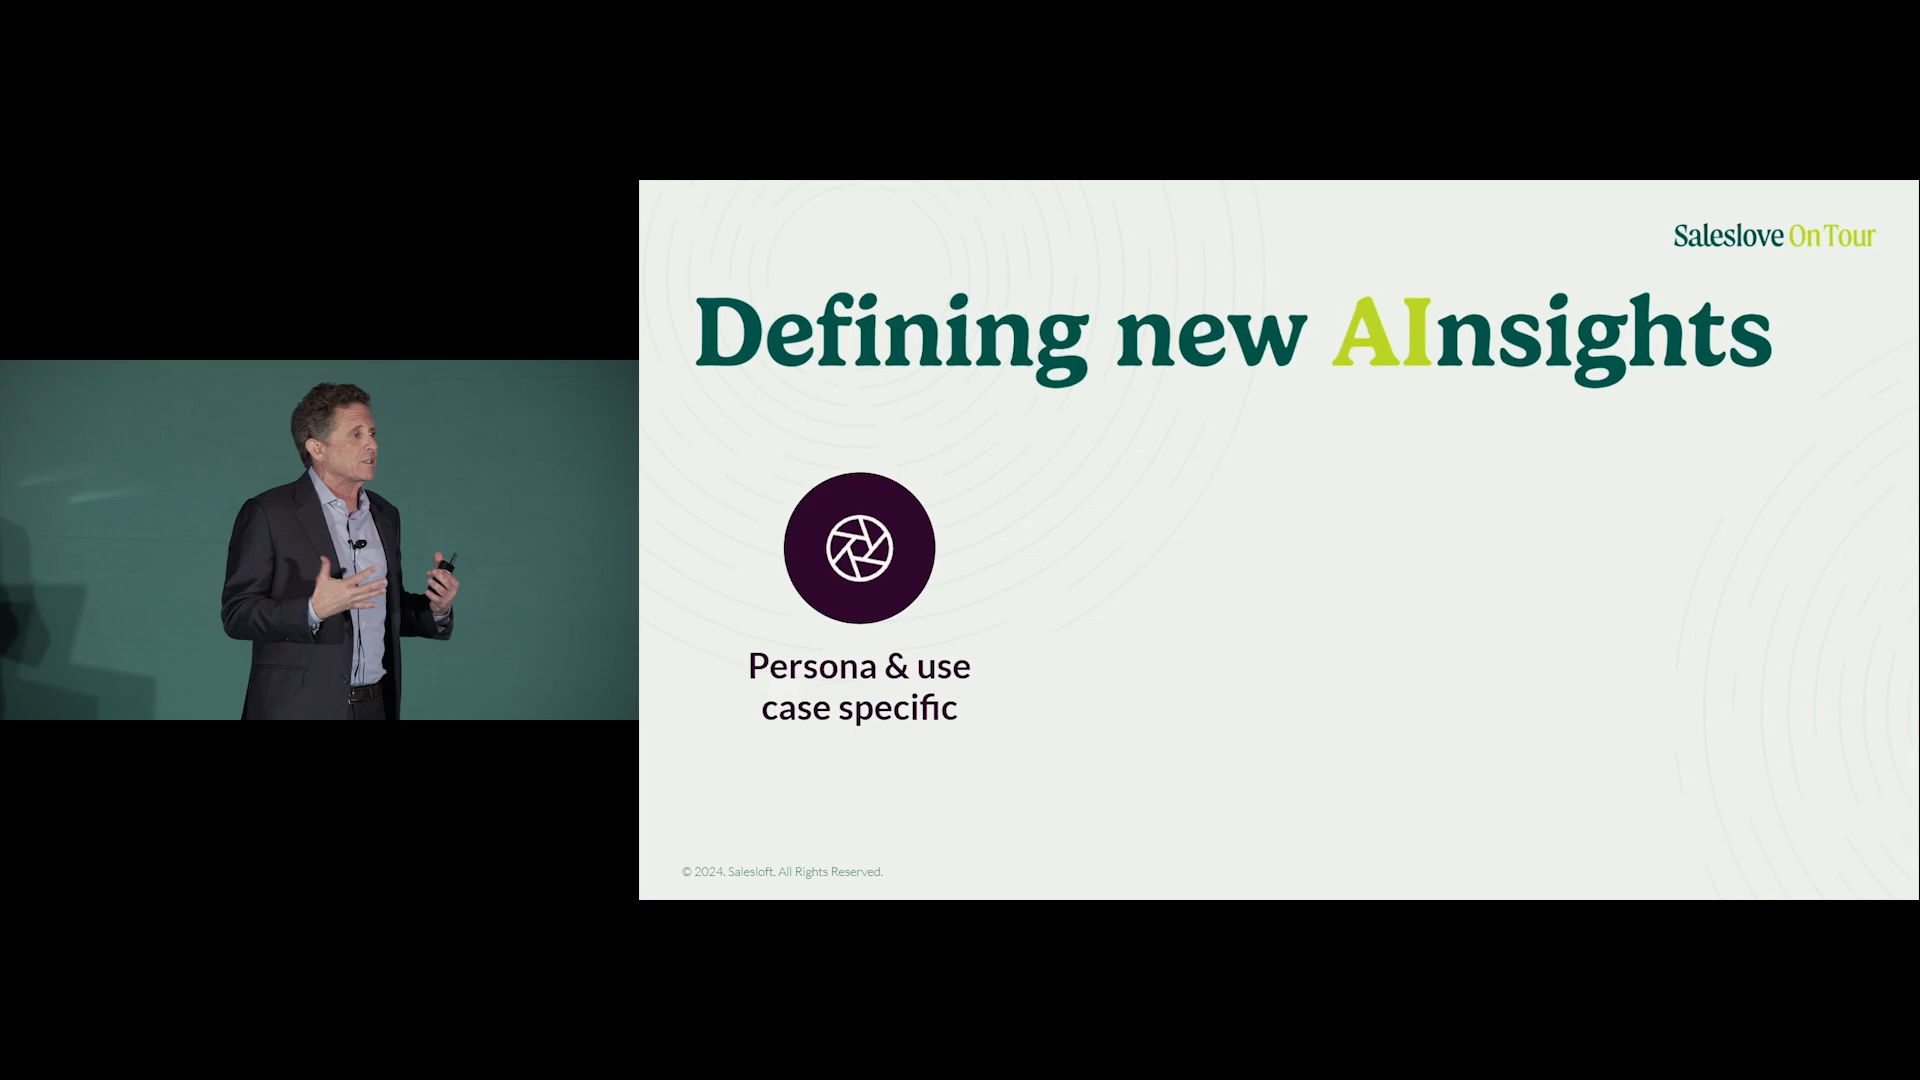 Saleslove On Tour
Defining new AInsights
Persona & use
case specific
© 2024. Salesloft. All Rights Reserved.